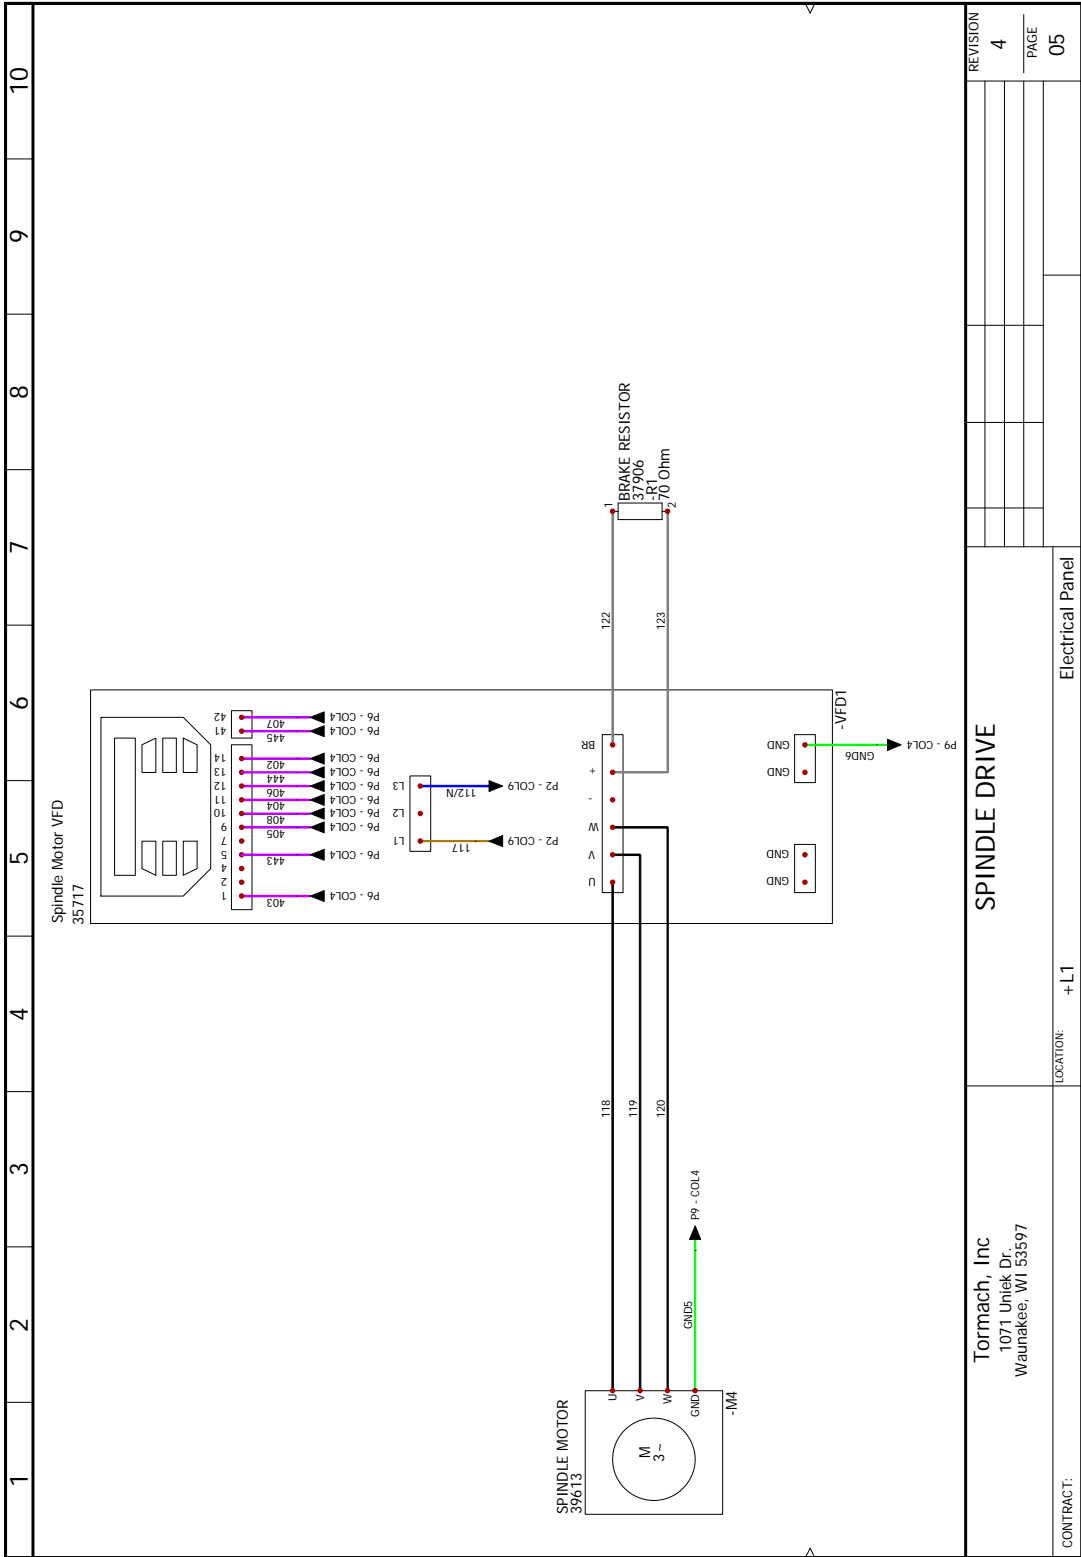 1
2
3
4
5
6
7
8
9
10
Spindle Motor VFD
35717
1
2
4
5
7
9
10
11
12
13
14
41
42
403
443
405
408
404
406
444
402
445
407
P6 - COL4
P6 - COL4
P6 - COL4
P6 - COL4
P6 - COL4
P6 - COL4
P6 - COL4
P6 - COL4
P6 - COL4
P6 - COL4
L1
L2
L3
117
112/N
P2 - COL9
P2 - COL9
U
V
W
-
+
BR
118
119
120
122
123
BRAKE RESISTOR
37906
-R1
70 Ohm
1
2
GND
GND
GND
GND
-VFD1
GND6
P9 - COL4
SPINDLE MOTOR
39613
M
3~
U
V
W
GND
-M4
GND5
P9 - COL4
Tormach, Inc
1071 Uniek Dr.
Waunakee, WI 53597
CONTRACT:
SPINDLE DRIVE
LOCATION:
+L1
Electrical Panel
REVISION
4
PAGE
05